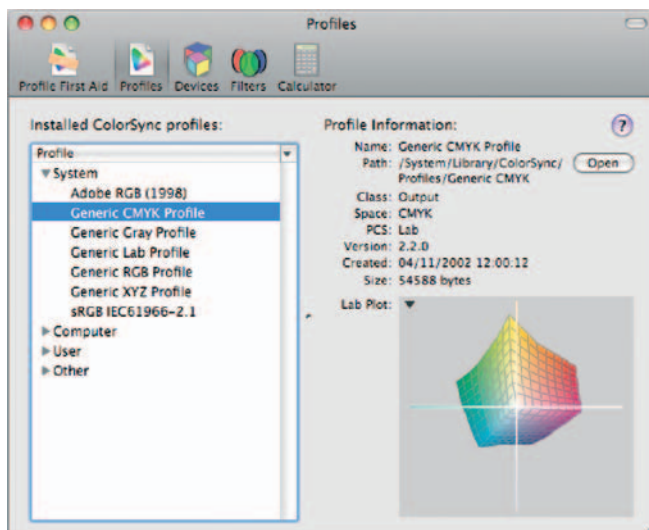 Profiles
Profile First Aid Profiles Devices Filters Calculator
Installed ColorSync profiles:
Profile
System
Adobe RGB (1998)
Generic CMYK Profile
Generic Gray Profile
Generic Lab Profile
Generic RGB Profile
Generic XYZ Profile
sRGB IEC61966-2.1
Computer
User
Other
Profile Information:
?
Name: Generic CMYK Profile
Path: /System/Library/ColorSync/
Profiles/Generic CMYK
Open
Class: Output
Space: CMYK
PCS: Lab
Version: 2.2.0
Created: 04/11/2002 12:00:12
Size: 54588 bytes
Lab Plot: